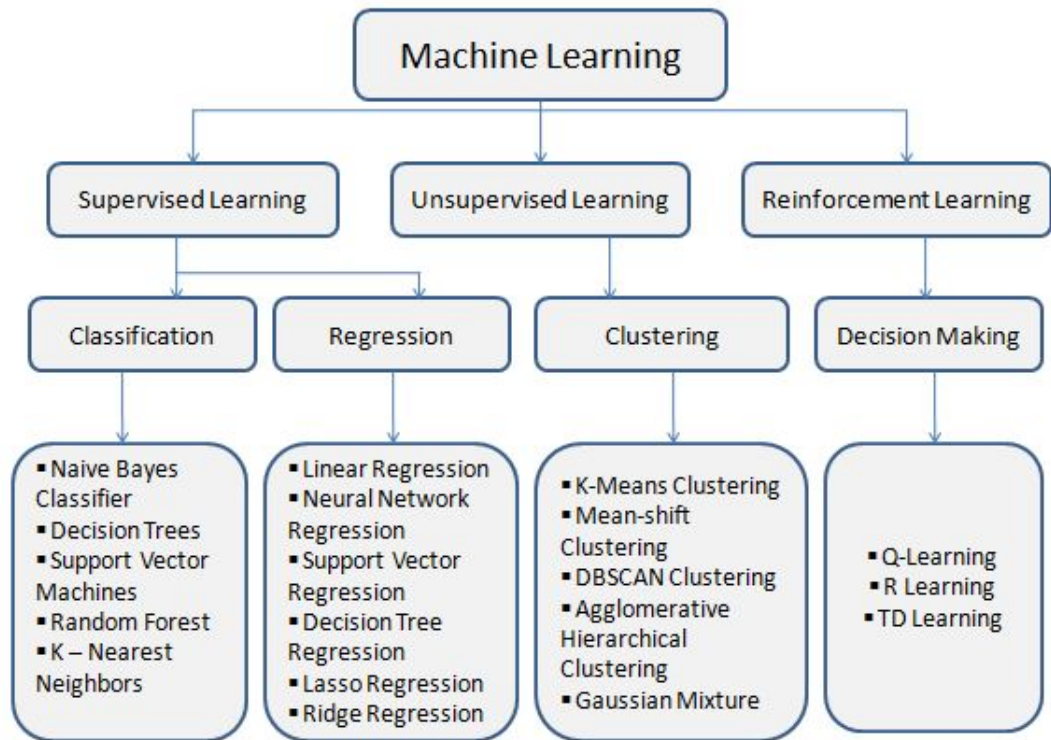 Machine Learning
Supervised Learning
Unsupervised Learning
Reinforcement Learning
Classification
Regression
Clustering
Decision Making
▪ Naive Bayes
Classifier
▪ Decision Trees
▪ Support Vector
Machines
▪ Random Forest
▪ K – Nearest
Neighbors
▪ Linear Regression
▪ Neural Network
Regression
▪ Support Vector
Regression
▪ Decision Tree
Regression
▪ Lasso Regression
▪ Ridge Regression
▪ K-Means Clustering
▪ Mean-shift
Clustering
▪ DBSCAN Clustering
▪ Agglomerative
Hierarchical
Clustering
▪ Gaussian Mixture
▪ Q-Learning
▪ R Learning
▪ TD Learning